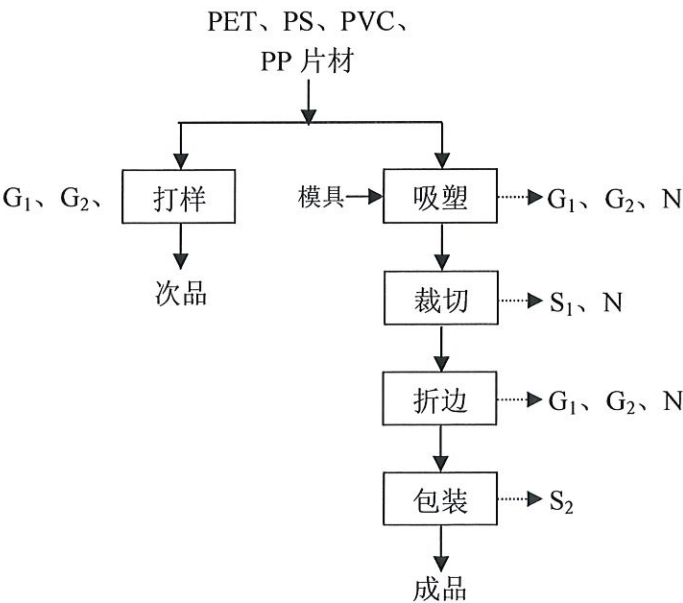 PET、PS、PVC、
PP 片材
G₁、G₂、 打样 模具 吸塑 G₁、G₂、N
次品 裁切 S₁、N
折边 G₁、G₂、N
包装 S₂
成品